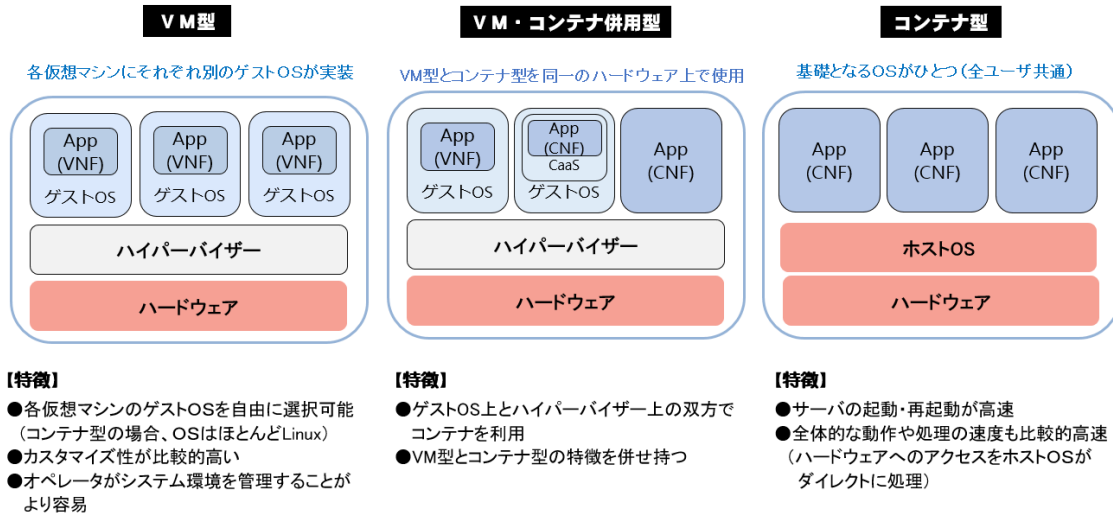 VM型
各仮想マシンにそれぞれ別のゲストOSが実装
App
(VNF)
ゲストOS
App
(VNF)
ゲストOS
App
(VNF)
ゲストOS
ハイパーバイザー
ハードウェア
【特徴】
●各仮想マシンのゲストOSを自由に選択可能
(コンテナ型の場合、OSはほとんどLinux)
●カスタマイズ性が比較的高い
●オペレータがシステム環境を管理することが
より容易
VM・コンテナ併用型
VM型とコンテナ型を同一のハードウェア上で使用
App
(VNF)
ゲストOS
App
(CNF)
CaaS
ゲストOS
App
(CNF)
ハイパーバイザー
ハードウェア
【特徴】
●ゲストOS上とハイパーバイザー上の双方で
コンテナを利用
●VM型とコンテナ型の特徴を併せ持つ
コンテナ型
基礎となるOSがひとつ(全ユーザ共通)
App
(CNF)
App
(CNF)
App
(CNF)
ホストOS
ハードウェア
【特徴】
●サーバの起動・再起動が高速
●全体的な動作や処理の速度も比較的高速
(ハードウェアへのアクセスをホストOSが
ダイレクトに処理)